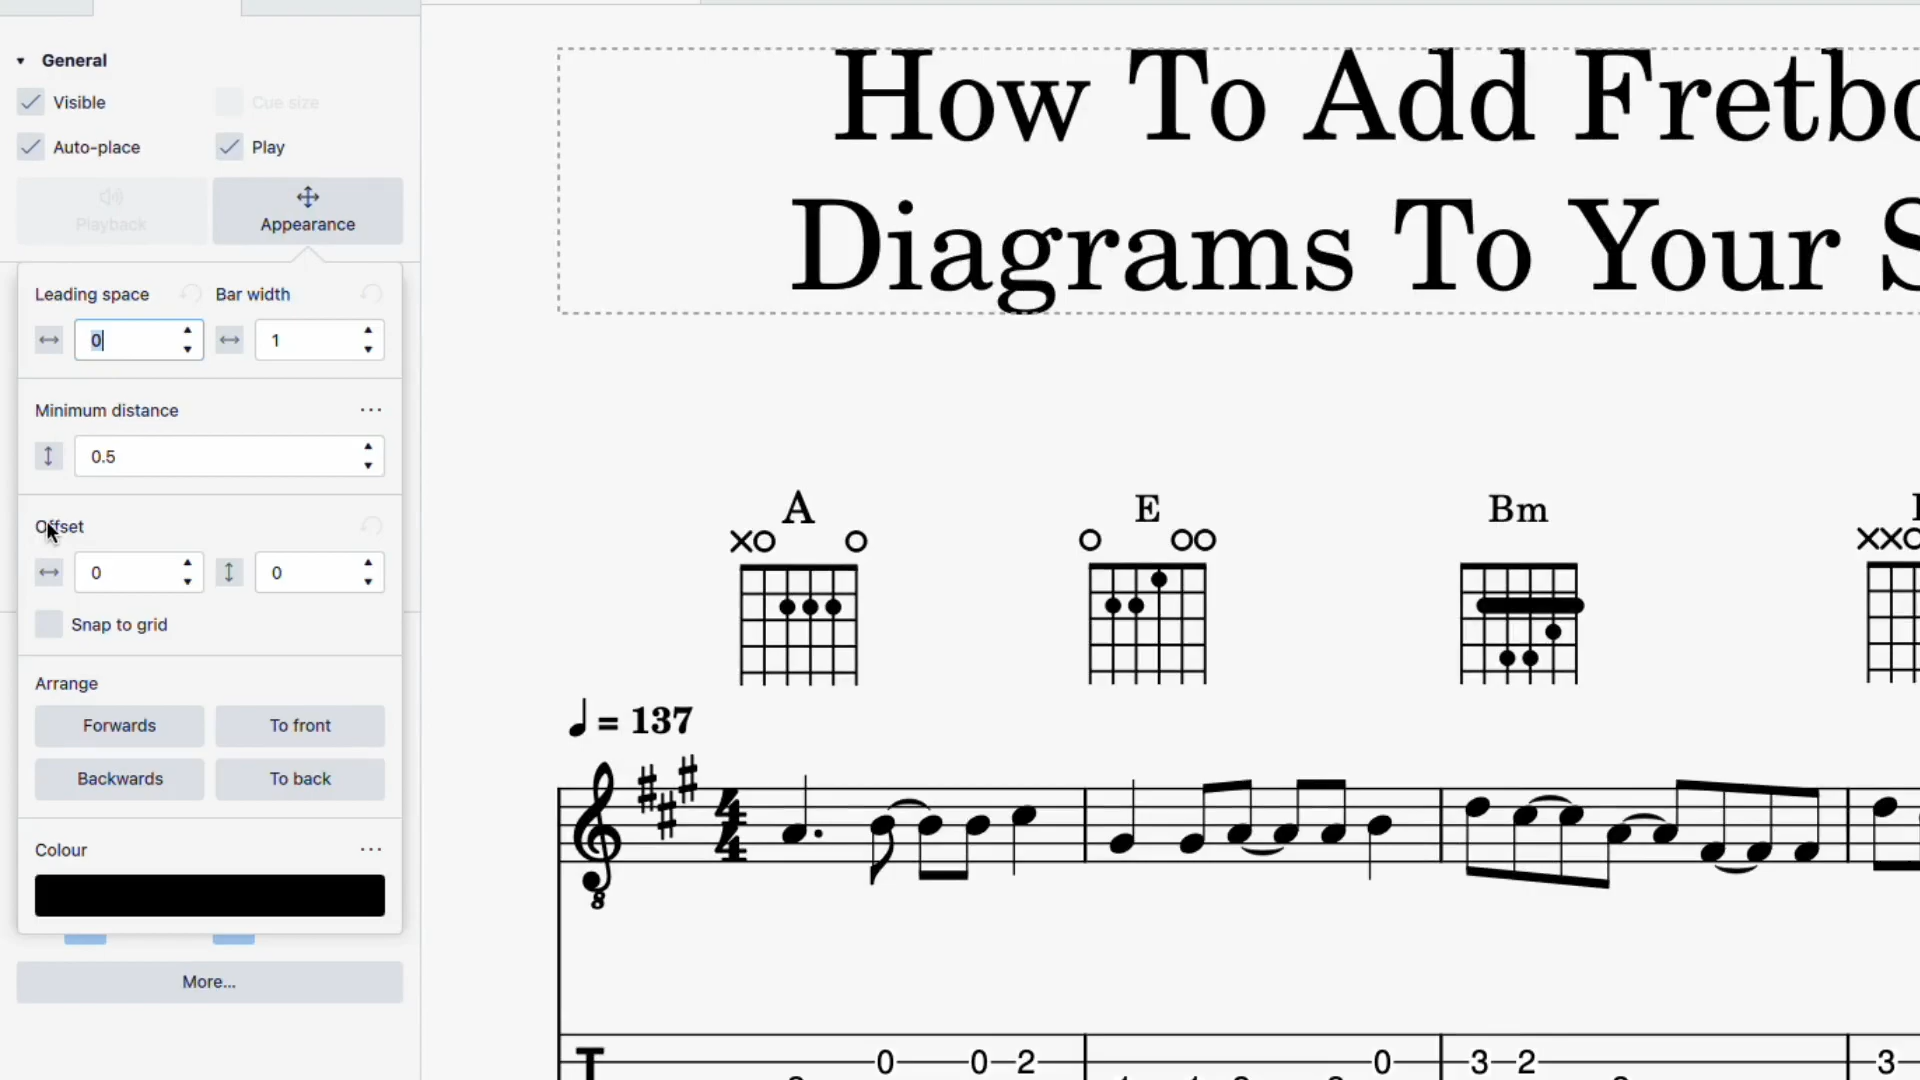 General
Visible
Cue size
Auto-place
Play
Playback
Appearance
Leading space
Bar width
0
1
Minimum distance
...
0.5
Offset
0
0
Snap to grid
Arrange
Forwards
To front
Backwards
To back
Colour
...
More...
How To Add Fretbo
Diagrams To Your S
A
E
Bm
= 137
4
4
8
T
0
0
2
0
3
2
3